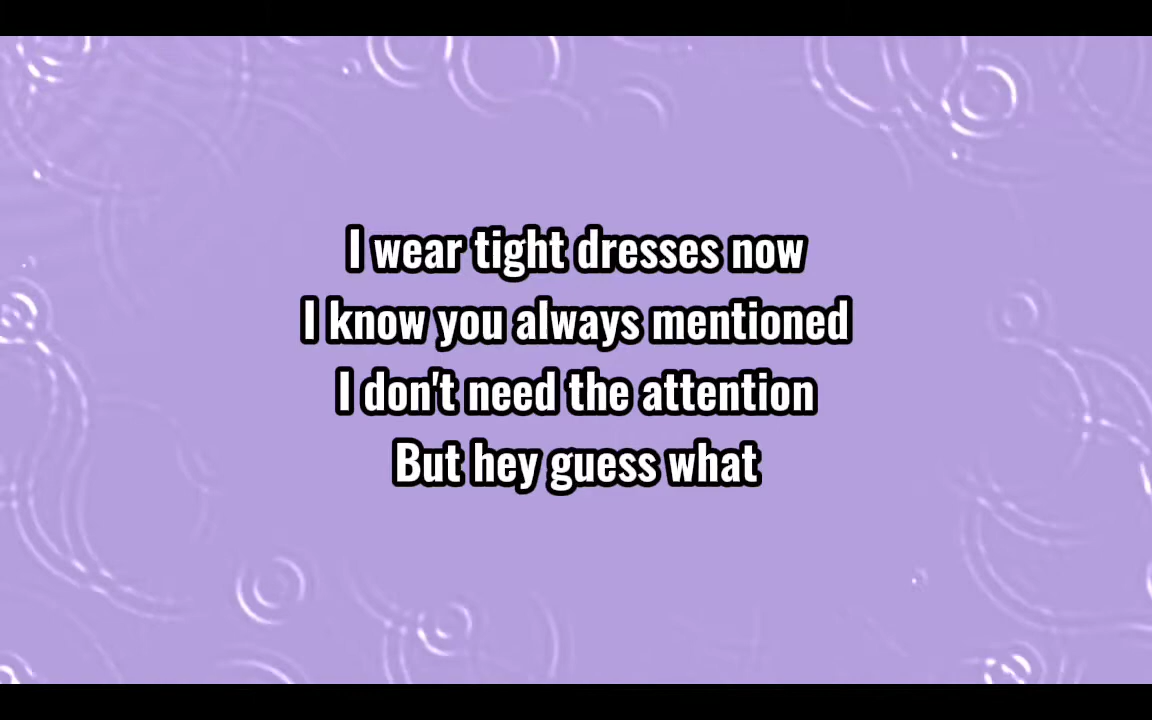 I wear tight dresses now
I know you always mentioned
I don't need the attention
But hey guess what